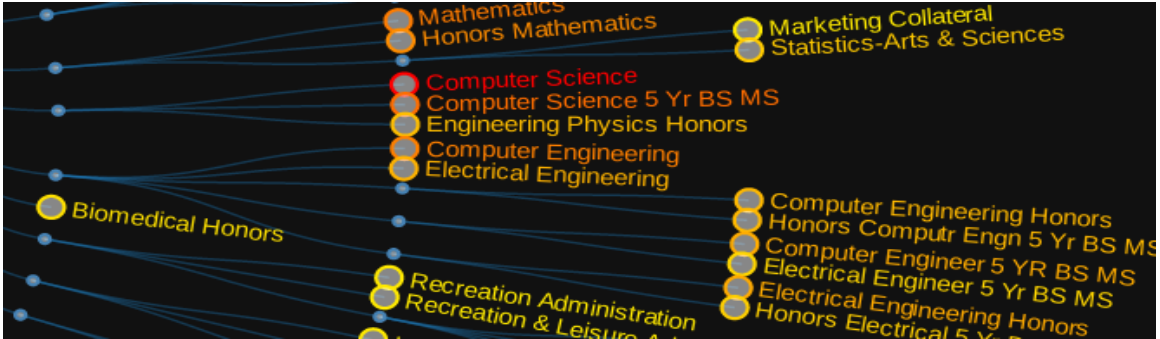 Mathematics
Honors Mathematics
Marketing Collateral
Statistics-Arts & Sciences
Computer Science
Computer Science 5 Yr BS MS
Engineering Physics Honors
Computer Engineering
Electrical Engineering
Biomedical Honors
Computer Engineering Honors
Honors Computr Engn 5 Yr BS MS
Computer Engineer 5 YR BS MS
Electrical Engineer 5 Yr BS MS
Electrical Engineering Honors
Honors Electrical 5 Yr
Recreation Administration
Recreation & Leisure